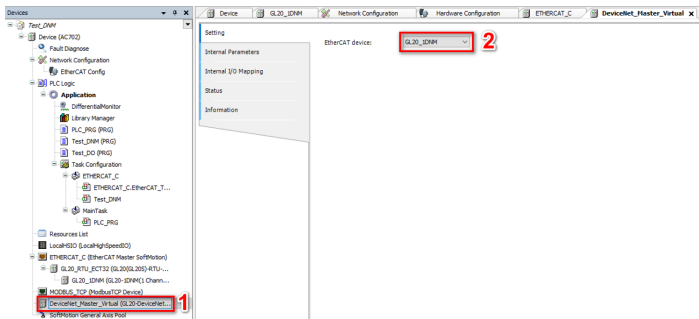 Devices
Test_DNM
Device (AC702)
Fault Diagnose
Network Configuration
EtherCAT Config
PLC Logic
Application
DifferentialMonitor
Library Manager
PLC_PRG (PRG)
Test_DNM (PRG)
Test_DO (PRG)
Task Configuration
ETHERCAT_C
ETHERCAT_C.EtherCAT_T...
Test_DNM
MainTask
PLC_PRG
Resources List
LocalHSIO (LocalHighSpeedIO)
ETHERCAT_C (EtherCAT Master SoftMotion)
GL20_RTU_ECT32 (GL20(GL20S)-RTU-...
GL20_1DNM (GL20-1DNM(1 Chann...
MODBUS_TCP (ModbusTCP Device)
DeviceNet_Master_Virtual (GL20-DeviceNet...
1
SoftMotion General Axis Pool
Device GL20_1DNM Network Configuration Hardware Configuration ETHERCAT_C DeviceNet_Master_Virtual
Setting
Internal Parameters
Internal I/O Mapping
Status
Information
EtherCAT device: GL20_1DNM 2